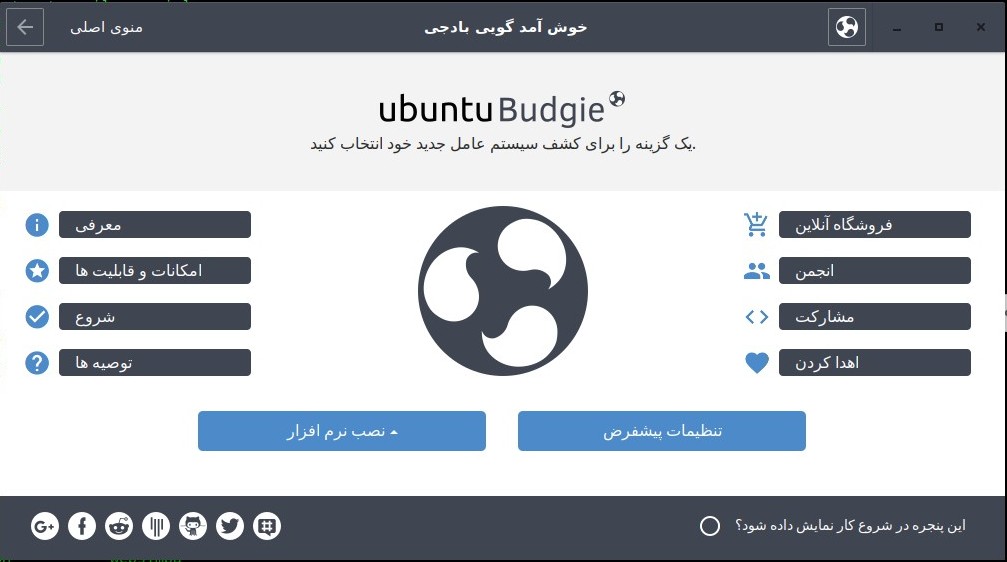 منوی اصلی
خوش آمد گویی بادجی
ubuntu Budgie
یک گزینه را برای کشف سیستم عامل جدید خود انتخاب کنید.
معرفی
امکانات و قابلیت ها
شروع
توصیه ها
فروشگاه آنلاین
انجمن
مشارکت
اهدا کردن
نصب نرم افزار
تنظیمات پیشفرض
G+
این پنجره در شروع کار نمایش داده شود؟